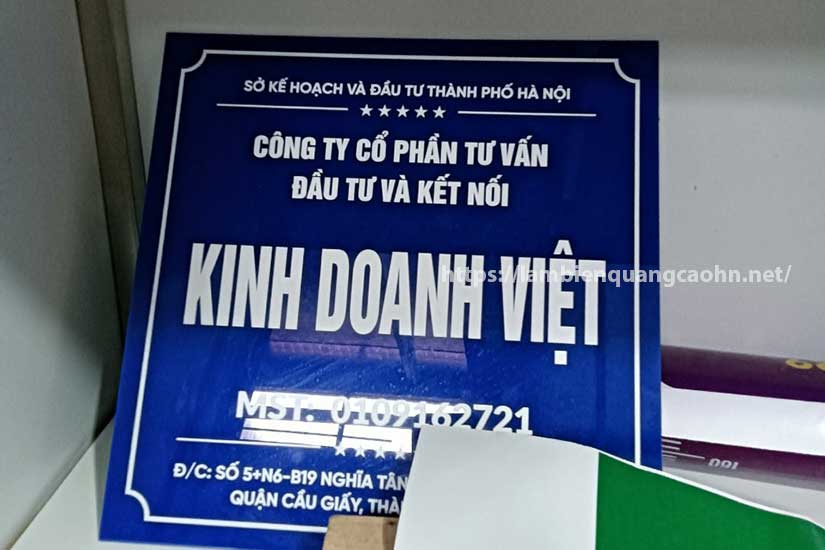 SỞ KẾ HOẠCH VÀ ĐẦU TƯ THÀNH PHỐ HÀ NỘI
CÔNG TY CỔ PHẦN TƯ VẤN
ĐẦU TƯ VÀ KẾT NỐI
KINH DOANH VIỆT
https://lambienquangcaohn.net/
MST: 0109162721
Đ/C: SỐ 5+N6-B19 NGHĨA TÂN
QUẬN CẦU GIẤY,
180